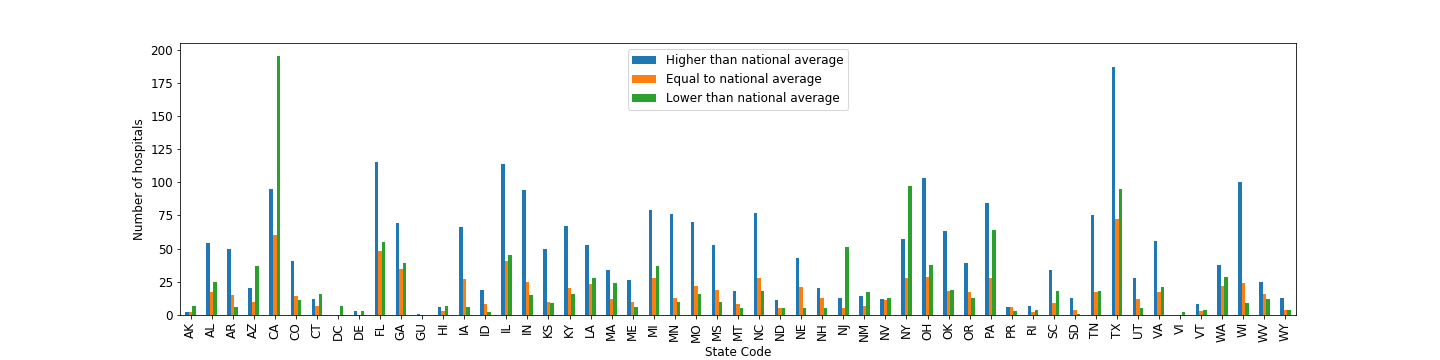 200
175
150
125
100
75
50
25
0
Number of hospitals
Higher than national average
Equal to national average
Lower than national average
AK AL AR AZ CA CO CT DC DE FL GA GU HI IA ID IL IN KS KY LA MA ME MI MN MO MS MT NC ND NE NH NJ NM NV NY OH OK OR PA PR RI SC SD TN TX UT VA VI VT WA WI WV WY
State Code